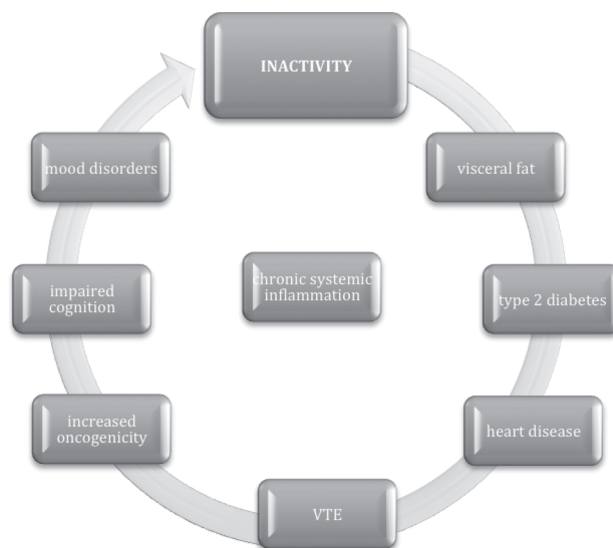 INACTIVITY
visceral fat
type 2 diabetes
heart disease
VTE
increased
oncogenicity
impaired
cognition
mood disorders
chronic systemic
inflammation